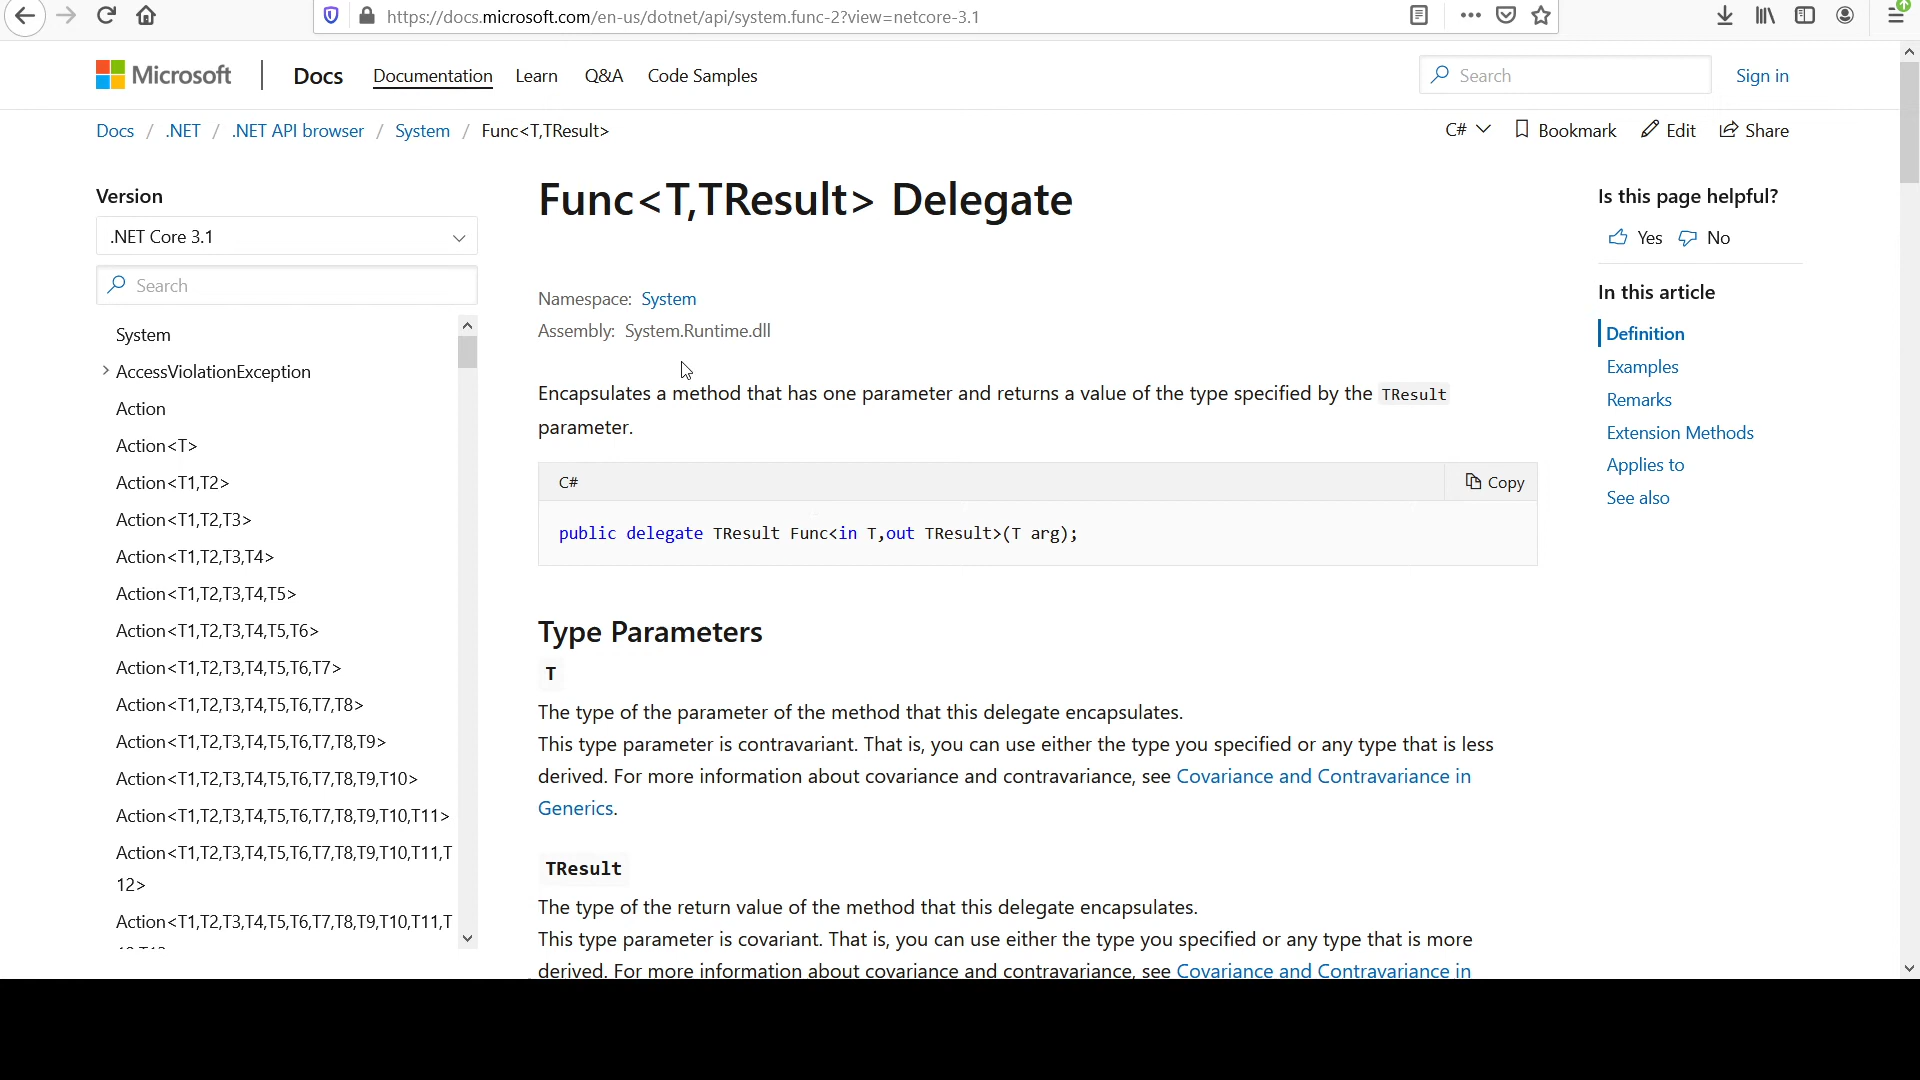 https://docs.microsoft.com/en-us/dotnet/api/system.func-2?view=netcore-3.1
Microsoft | Docs Documentation Learn Q&A Code Samples Search Sign in
Docs / .NET / .NET API browser / System / Func<T,TResult> C# Bookmark Edit Share
Version
.NET Core 3.1
Search
System
AccessViolationException
Action
Action<T>
Action<T1,T2>
Action<T1,T2,T3>
Action<T1,T2,T3,T4>
Action<T1,T2,T3,T4,T5>
Action<T1,T2,T3,T4,T5,T6>
Action<T1,T2,T3,T4,T5,T6,T7>
Action<T1,T2,T3,T4,T5,T6,T7,T8>
Action<T1,T2,T3,T4,T5,T6,T7,T8,T9>
Action<T1,T2,T3,T4,T5,T6,T7,T8,T9,T10>
Action<T1,T2,T3,T4,T5,T6,T7,T8,T9,T10,T11>
Action<T1,T2,T3,T4,T5,T6,T7,T8,T9,T10,T11,T
12>
Action<T1,T2,T3,T4,T5,T6,T7,T8,T9,T10,T11,T
Func<T,TResult> Delegate
Namespace: System
Assembly: System.Runtime.dll
Encapsulates a method that has one parameter and returns a value of the type specified by the TResult
parameter.
C# Copy
public delegate TResult Func<in T,out TResult>(T arg);
Type Parameters
T
The type of the parameter of the method that this delegate encapsulates.
This type parameter is contravariant. That is, you can use either the type you specified or any type that is less
derived. For more information about covariance and contravariance, see Covariance and Contravariance in
Generics.
TResult
The type of the return value of the method that this delegate encapsulates.
This type parameter is covariant. That is, you can use either the type you specified or any type that is more
derived. For more information about covariance and contravariance, see Covariance and Contravariance in
Is this page helpful?
Yes No
In this article
Definition
Examples
Remarks
Extension Methods
Applies to
See also